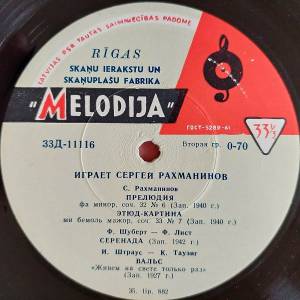 LATVIJAS PSR TAUTAS SAIMNIECĪBAS PADOME
RĪGAS
SKAŅU IERAKSTU UN
SKAŅUPLAŠU FABRIKA
"MELODIJA"
ГОСТ-5289-61
33⅓
33Д-11116
Вторая гр. 0-70
ИГРАЕТ СЕРГЕЙ РАХМАНИНОВ
С. Рахманинов
ПРЕЛЮДИЯ
фа минор, соч. 32 № 6 (Зап. 1940 г.)
ЭТЮД-КАРТИНА
ми бемоль мажор, соч. 33 № 7 (Зап. 1940 г.)
Ф. Шуберт — Ф. Лист
СЕРЕНАДА (Зап. 1942 г.)
И. Штраус — К. Таузиг
ВАЛЬС
«Живем на свете только раз»
(Зап. 1927 г.)